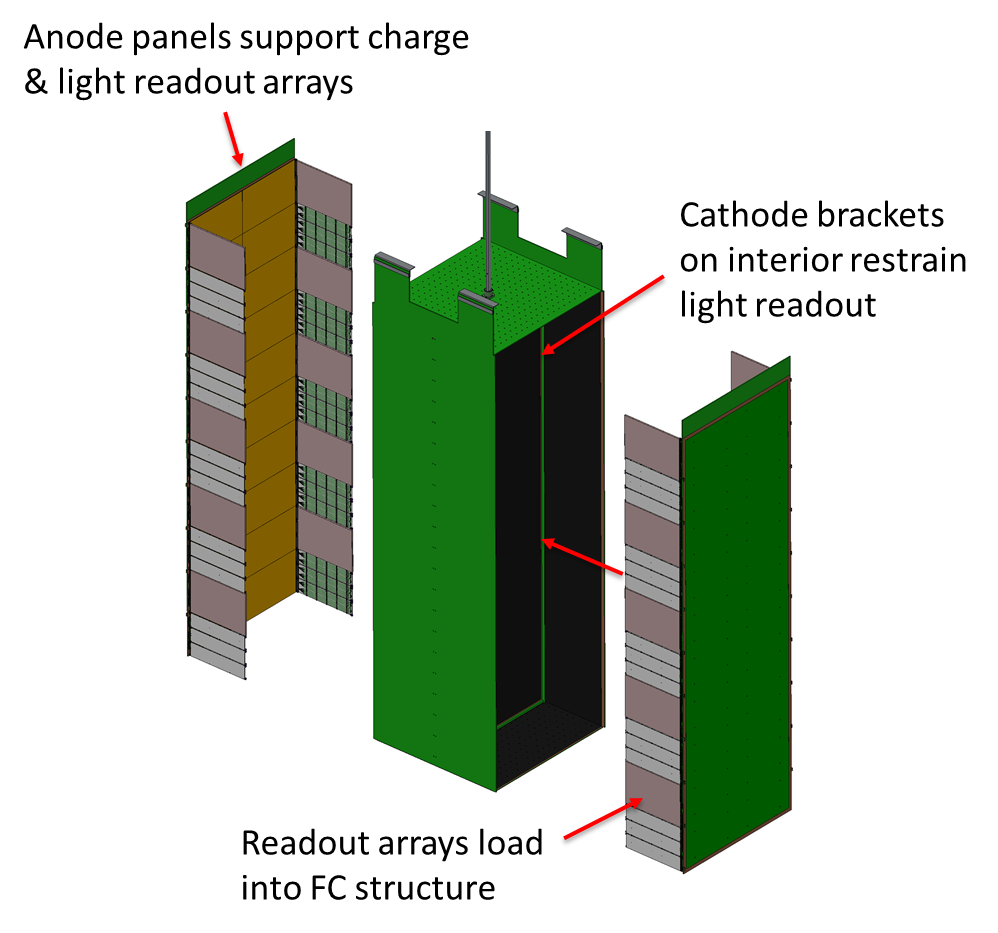 Anode panels support charge
& light readout arrays
Cathode brackets
on interior restrain
light readout
Readout arrays load
into FC structure